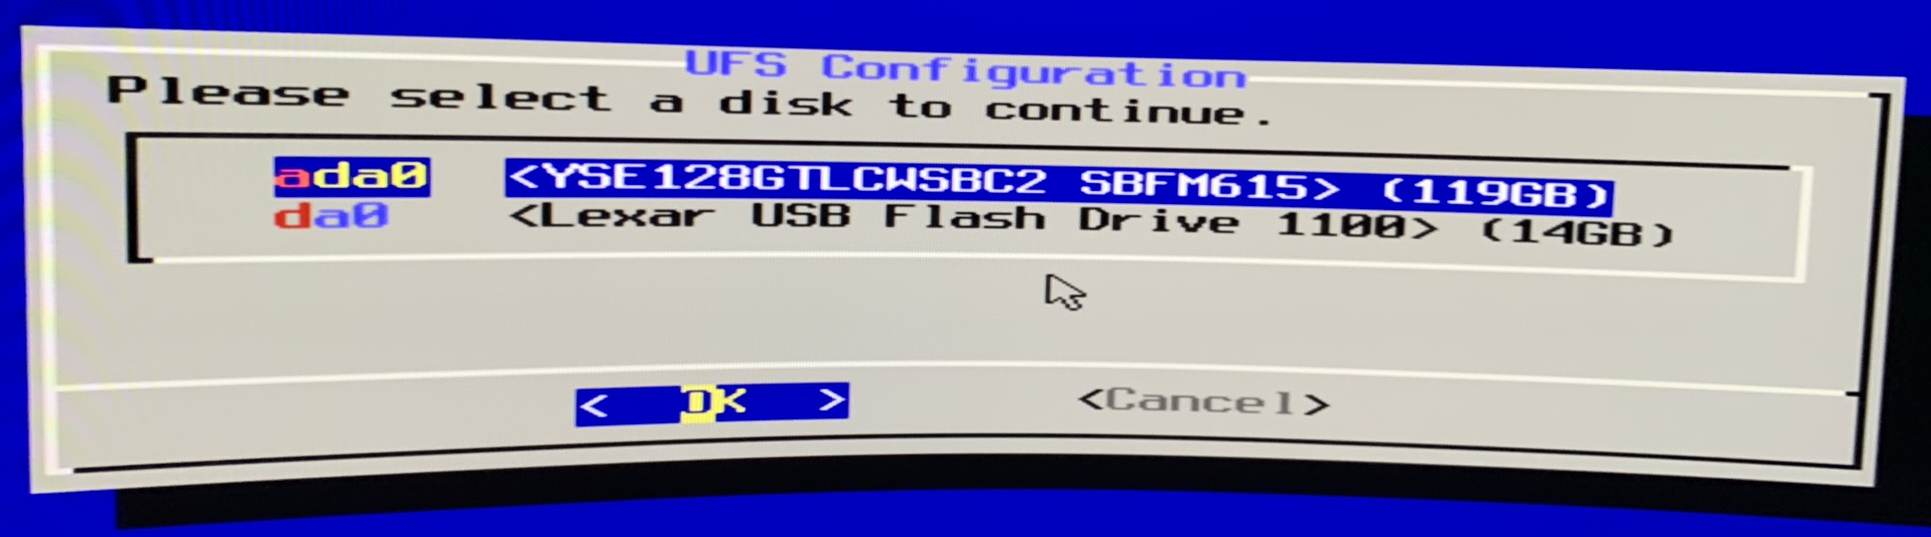 UFS Configuration
Please select a disk to continue.
ada0 <YSE128GTLCWSBC2 SBFM615> (119GB)
da0 <Lexar USB Flash Drive 1100> (14GB)
< OK > <Cancel>